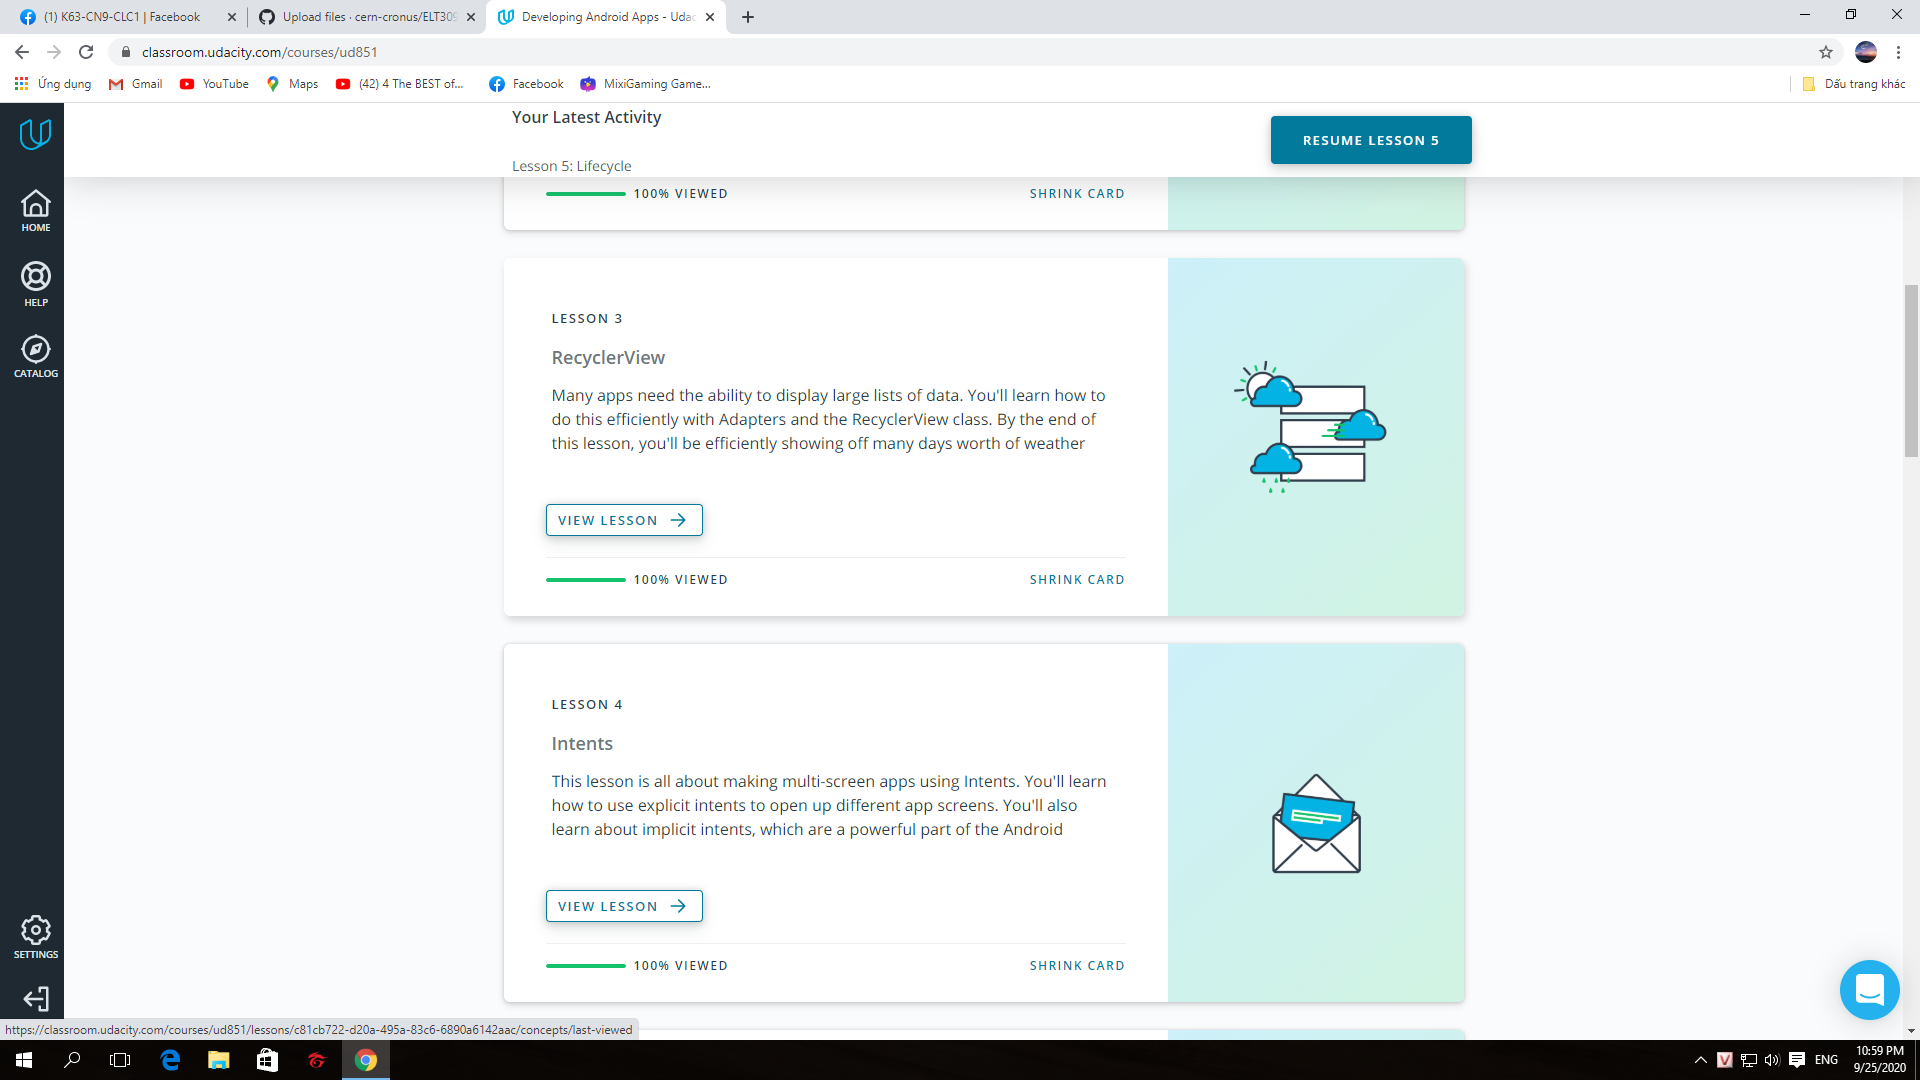 (1) K63-CN9-CLC1 | Facebook
Upload files · cern-cronus/ELT309
Developing Android Apps - Udac
classroom.udacity.com/courses/ud851
Ứng dụng
Gmail
YouTube
Maps
(42) 4 The BEST of...
Facebook
MixiGaming Game...
Dấu trang khác
Your Latest Activity
Lesson 5: Lifecycle
RESUME LESSON 5
HOME
HELP
CATALOG
SETTINGS
100% VIEWED
SHRINK CARD
LESSON 3
RecyclerView
Many apps need the ability to display large lists of data. You'll learn how to
do this efficiently with Adapters and the RecyclerView class. By the end of
this lesson, you'll be efficiently showing off many days worth of weather
VIEW LESSON
100% VIEWED
SHRINK CARD
LESSON 4
Intents
This lesson is all about making multi-screen apps using Intents. You'll learn
how to use explicit intents to open up different app screens. You'll also
learn about implicit intents, which are a powerful part of the Android
VIEW LESSON
100% VIEWED
SHRINK CARD
https://classroom.udacity.com/courses/ud851/lessons/c81cb722-d20a-495a-83c6-6890a6142aac/concepts/last-viewed
ENG
10:59 PM
9/25/2020